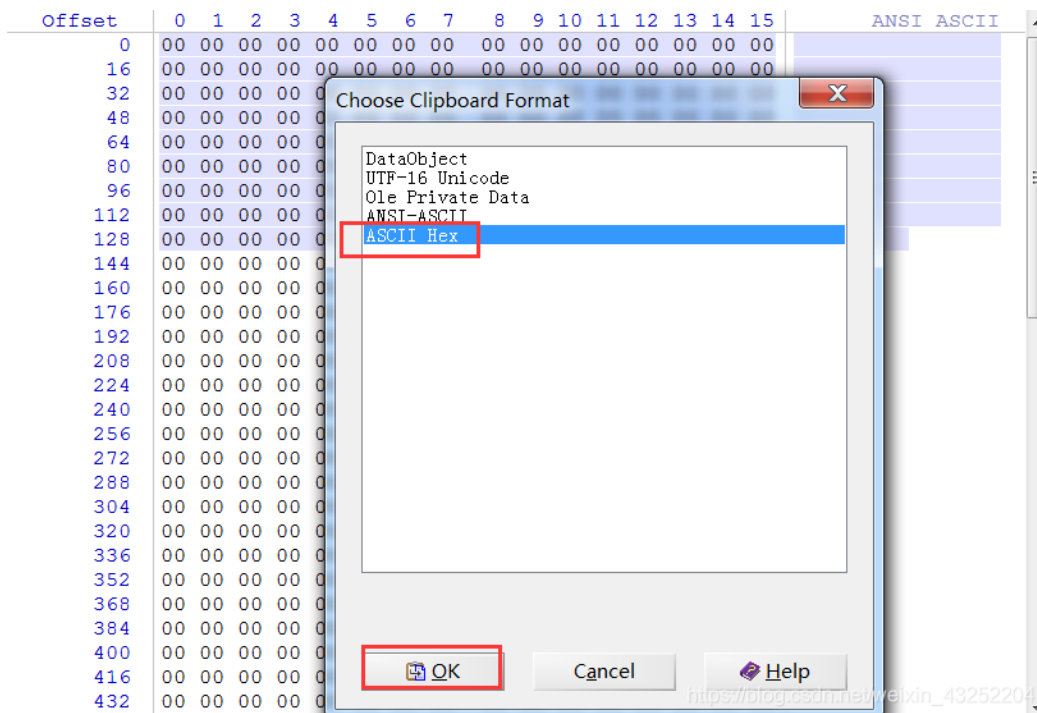 Offset 0 1 2 3 4 5 6 7 8 9 10 11 12 13 14 15 ANSI ASCII
0 00 00 00 00 00 00 00 00 00 00 00 00 00 00 00 00
16 00 00 00 00 00 00 00 00 00 00 00 00 00 00 00 00
32 00 00 00 00
Choose Clipboard Format
48 00 00 00 00
64 00 00 00 00
DataObject
80 00 00 00 00
UTF-16 Unicode
96 00 00 00 00
Ole Private Data
112 00 00 00 00
ANSI-ASCII
128 00 00 00 00
ASCII Hex
144 00 00 00 00
160 00 00 00 00
176 00 00 00 00
192 00 00 00 00
208 00 00 00 00
224 00 00 00 00
240 00 00 00 00
256 00 00 00 00
272 00 00 00 00
288 00 00 00 00
304 00 00 00 00
320 00 00 00 00
336 00 00 00 00
352 00 00 00 00
368 00 00 00 00
384 00 00 00 00
400 00 00 00 00
416 00 00 00 00
OK Cancel Help
432 00 00 00 00
https://blog.csdn.net/weixin_43252204